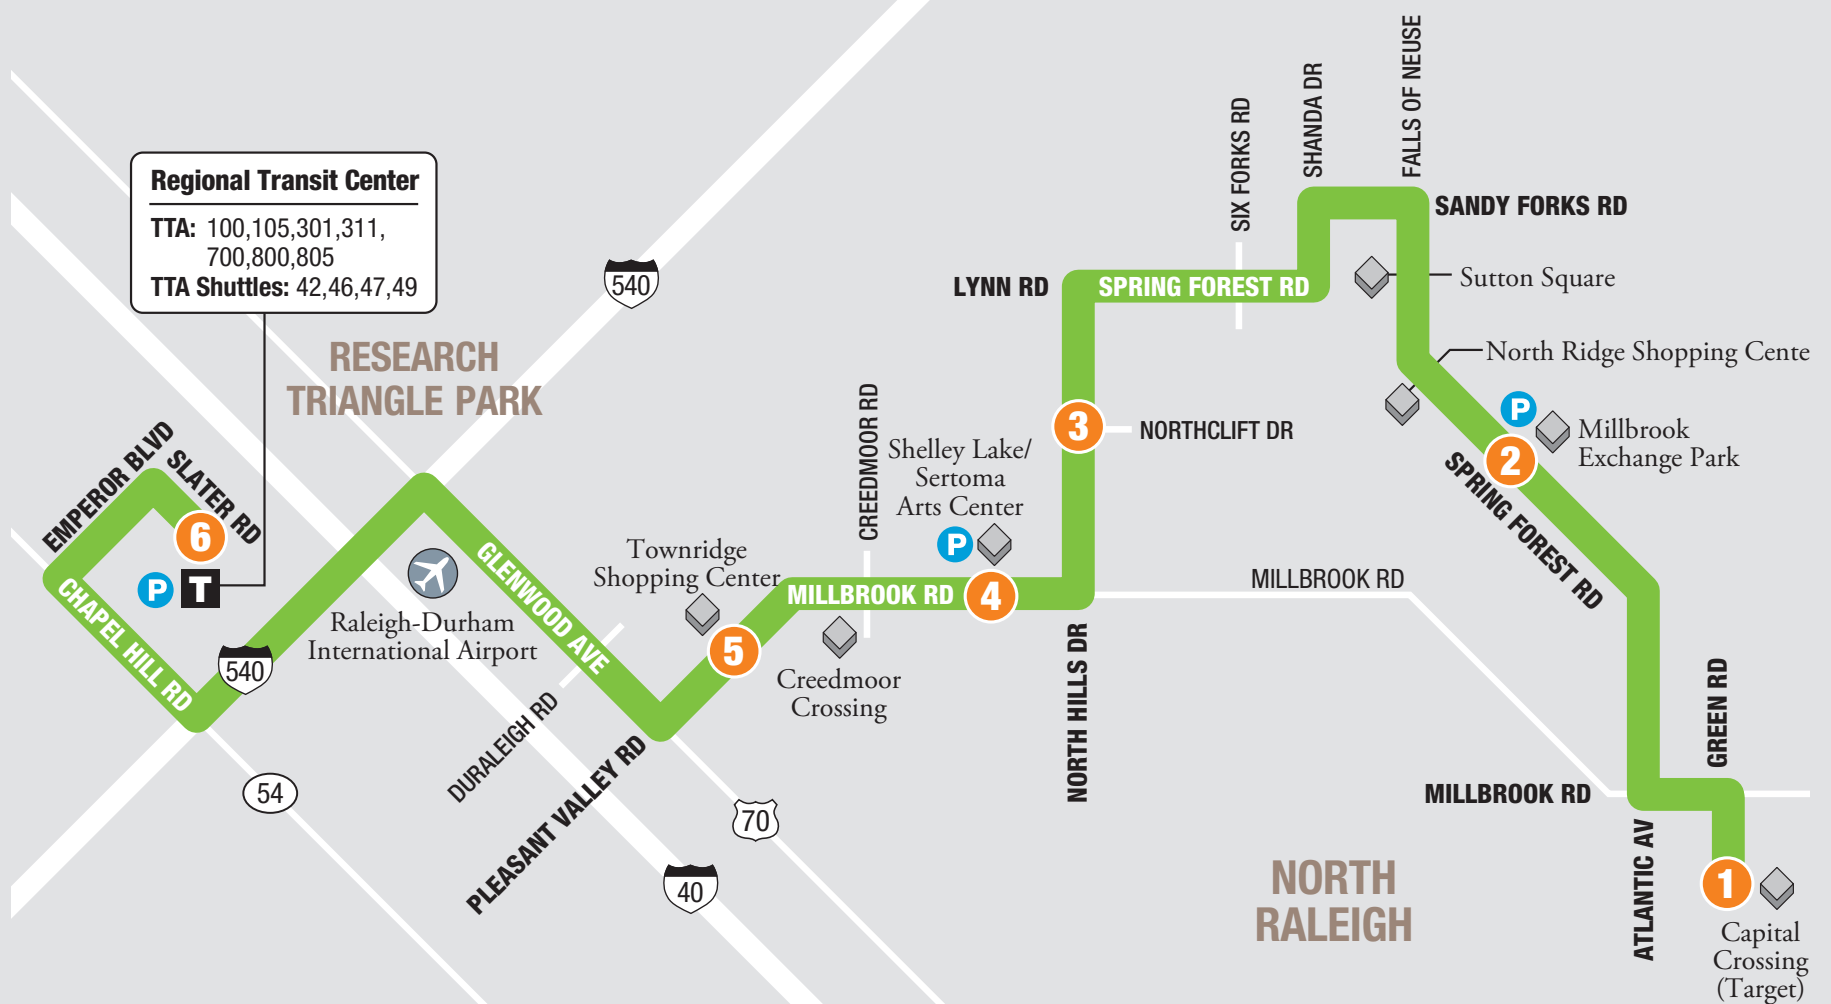 Regional Transit Center
TTA: 100,105,301,311,
700,800,805
TTA Shuttles: 42,46,47,49
RESEARCH
TRIANGLE PARK
540
EMPEROR BLVD
SLATER RD
6
P
T
CHAPEL HILL RD
540
54
Raleigh-Durham
International Airport
GLENWOOD AVE
DURALEIGH RD
PLEASANT VALLEY RD
70
40
Townridge
Shopping Center
5
Creedmoor
Crossing
CREEDMOOR RD
MILLBROOK RD
Shelley Lake/
Sertoma
Arts Center
P
4
NORTH HILLS DR
3
NORTHCLIFT DR
LYNN RD
SPRING FOREST RD
SIX FORKS RD
SHANDA DR
FALLS OF NEUSE
SANDY FORKS RD
Sutton Square
North Ridge Shopping Cente
P
Millbrook
Exchange Park
2
SPRING FOREST RD
MILLBROOK RD
MILLBROOK RD
GREEN RD
ATLANTIC AV
1
Capital
Crossing
(Target)
NORTH
RALEIGH